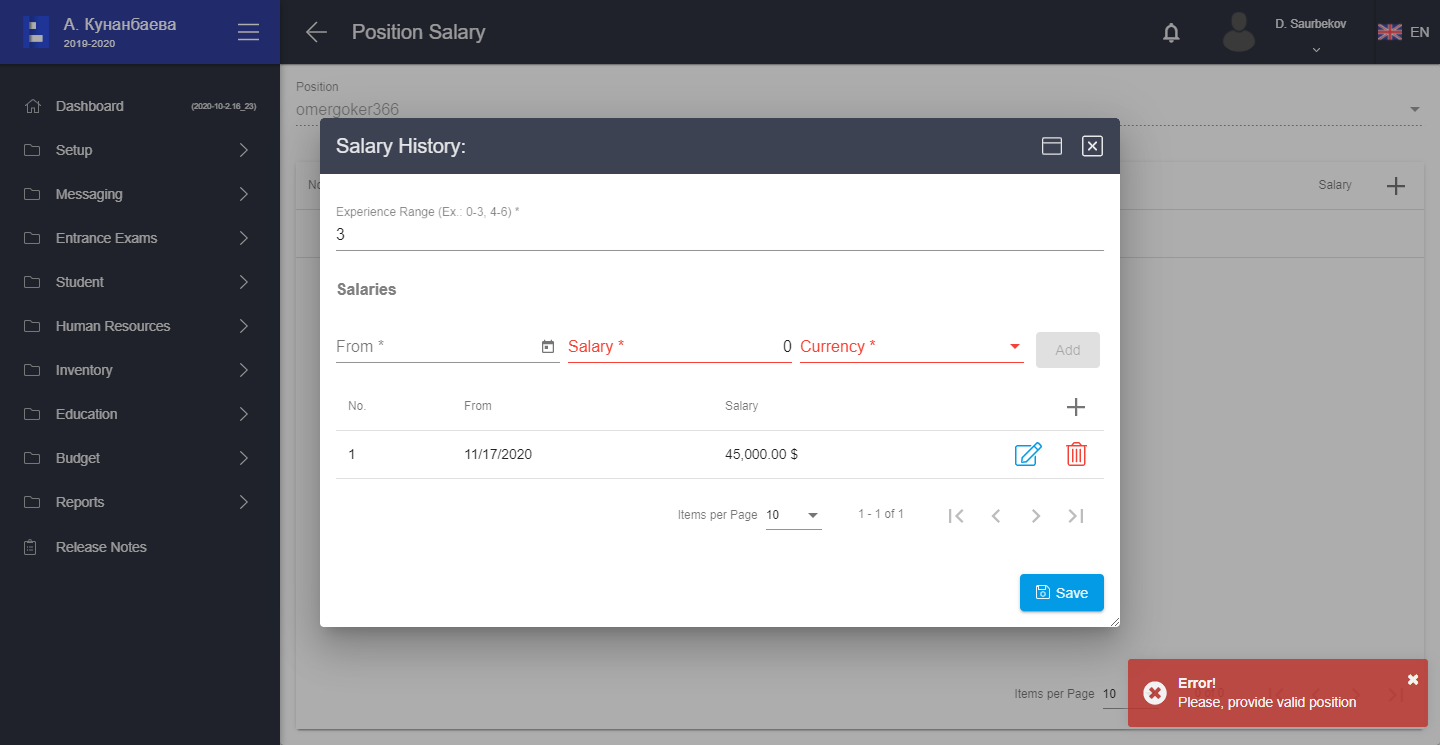 А. Кунанбаева
2019-2020
Position Salary
D. Saurbekov
EN
Dashboard
(2020-10-2.16_23)
Setup
Messaging
Entrance Exams
Student
Human Resources
Inventory
Education
Budget
Reports
Release Notes
Position
omergoker366
Salary
Salary History:
Experience Range (Ex.: 0-3, 4-6) *
3
Salaries
From *
Salary *
0
Currency *
Add
No. From Salary
1 11/17/2020 45,000.00 $
Items per Page 10 1 - 1 of 1
Save
Items per Page 10
Error!
Please, provide valid position